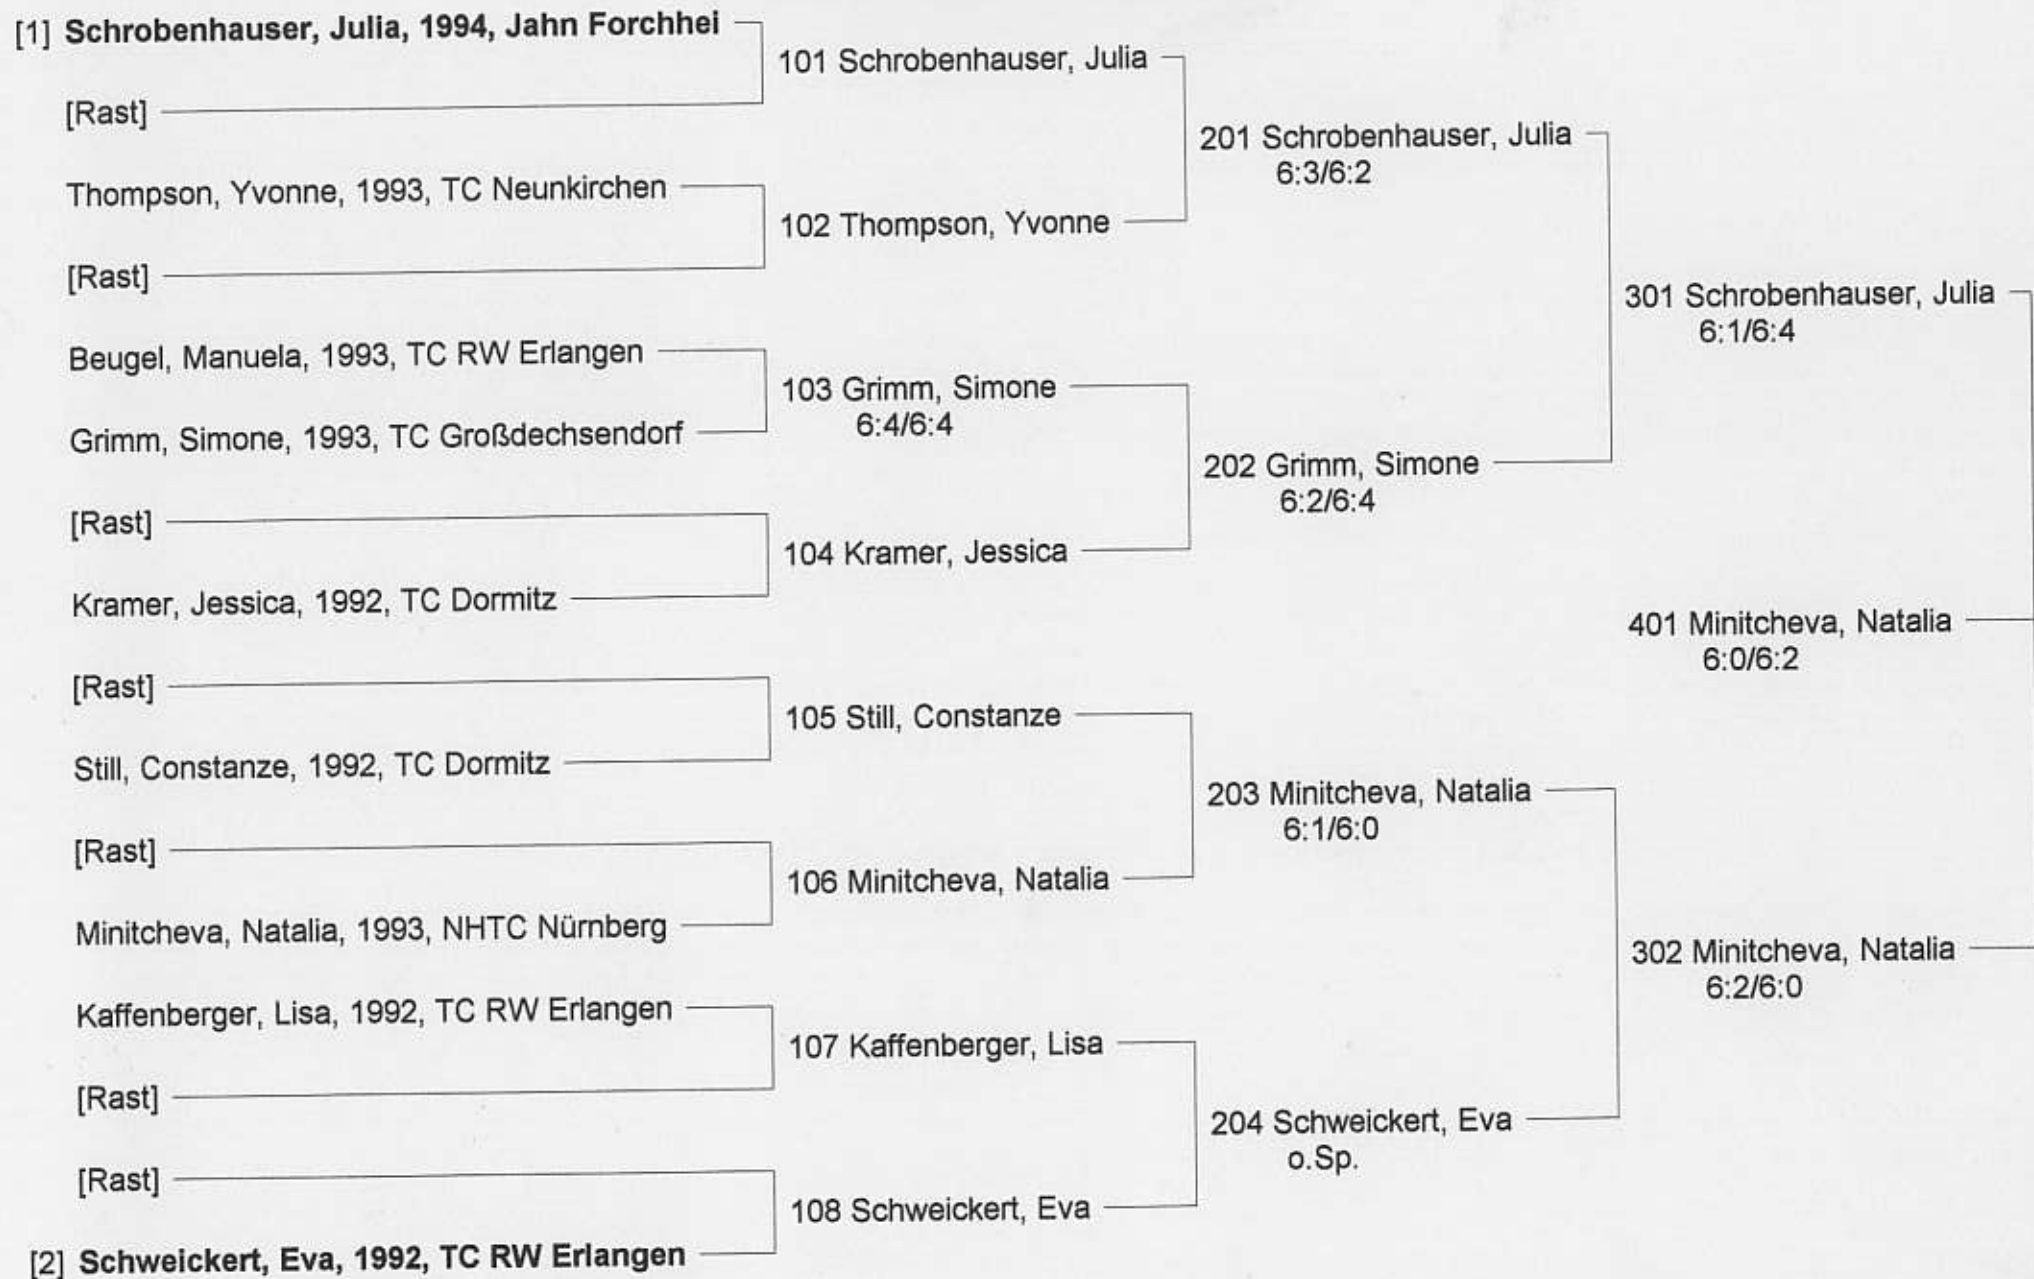 [1] Schrobenhauser, Julia, 1994, Jahn Forchhei
[Rast]
Thompson, Yvonne, 1993, TC Neunkirchen
[Rast]
Beugel, Manuela, 1993, TC RW Erlangen
Grimm, Simone, 1993, TC Großdechsendorf
[Rast]
Kramer, Jessica, 1992, TC Dormitz
[Rast]
Still, Constanze, 1992, TC Dormitz
[Rast]
Minitcheva, Natalia, 1993, NHTC Nürnberg
Kaffenberger, Lisa, 1992, TC RW Erlangen
[Rast]
[Rast]
[2] Schweickert, Eva, 1992, TC RW Erlangen
101 Schrobenhauser, Julia
102 Thompson, Yvonne
103 Grimm, Simone
6:4/6:4
104 Kramer, Jessica
105 Still, Constanze
106 Minitcheva, Natalia
107 Kaffenberger, Lisa
108 Schweickert, Eva
201 Schrobenhauser, Julia
6:3/6:2
202 Grimm, Simone
6:2/6:4
203 Minitcheva, Natalia
6:1/6:0
204 Schweickert, Eva
o.Sp.
301 Schrobenhauser, Julia
6:1/6:4
302 Minitcheva, Natalia
6:2/6:0
401 Minitcheva, Natalia
6:0/6:2